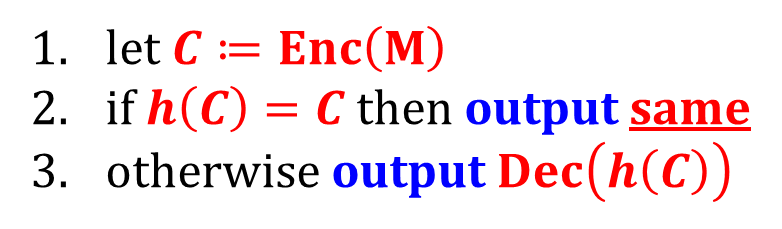 1. let C := Enc(M)
2. if h(C) = C then output same
3. otherwise output Dec(h(C))